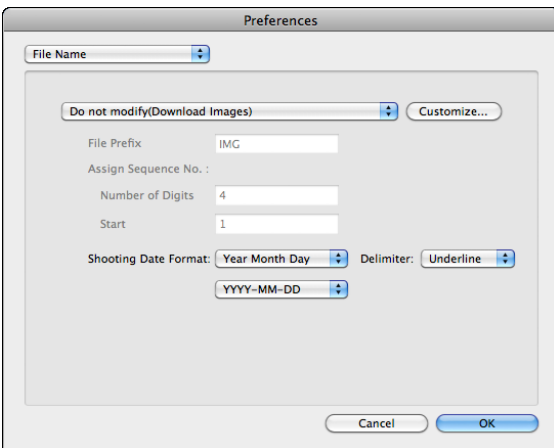 Preferences
File Name
Do not modify(Download Images) Customize...
File Prefix IMG
Assign Sequence No. :
Number of Digits 4
Start 1
Shooting Date Format: Year Month Day Delimiter: Underline
YYYY-MM-DD
Cancel OK